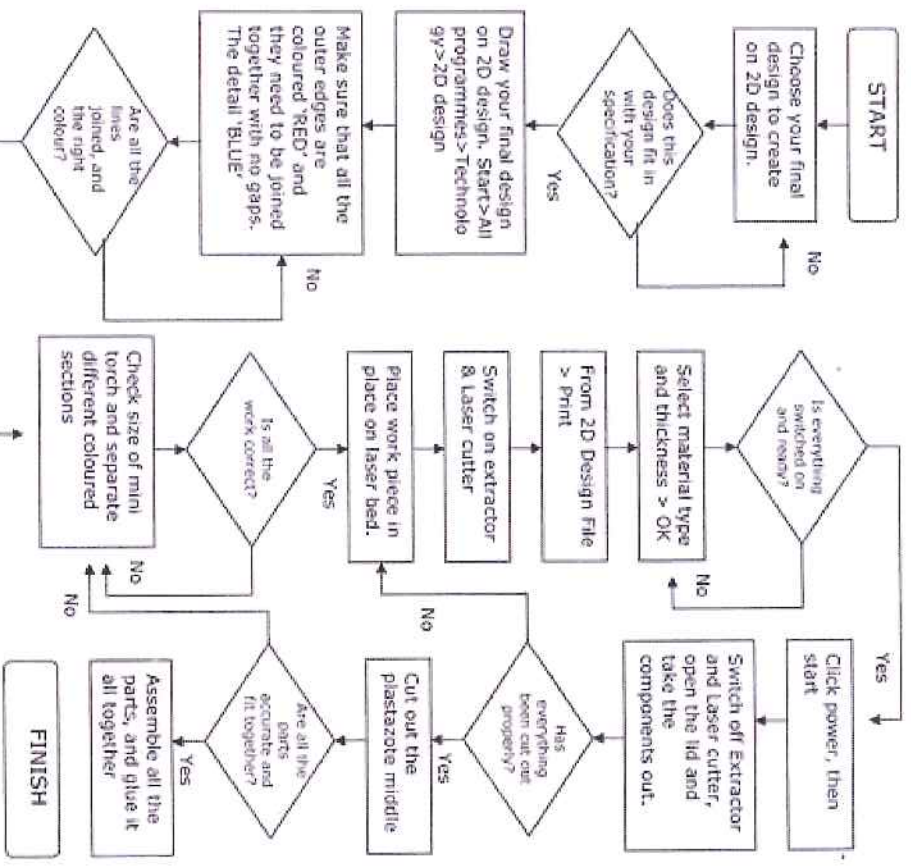 START
Choose your final
design to create
on 2D design.
Does this
design fit in
with your
specification?
No
Yes
Draw your final design
on 2D design. Start>All
programmes>Technolo
gy>2D design
Make sure that all the
outer edges are
coloured 'RED' and
they need to be joined
together with no gaps.
The detail 'BLUE'
Are all the
lines
joined, and
the right
colour?
No
Check size of mini
torch and separate
different coloured
sections
Is all the
work correct?
No
Yes
Place work piece in
place on laser bed.
Switch on extractor
& Laser cutter
From 2D Design File
> Print
Select material type
and thickness > OK
Is everything
switched on
and ready?
No
Yes
Click power, then
start
Switch off Extractor
and Laser cutter,
open the lid and
take the
components out.
Has
everything
been cut out
properly?
No
Yes
Cut out the
plastazote middle
Are all the
parts
accurate and
fit together?
No
Yes
Assemble all the
parts, and glue it
all together
FINISH